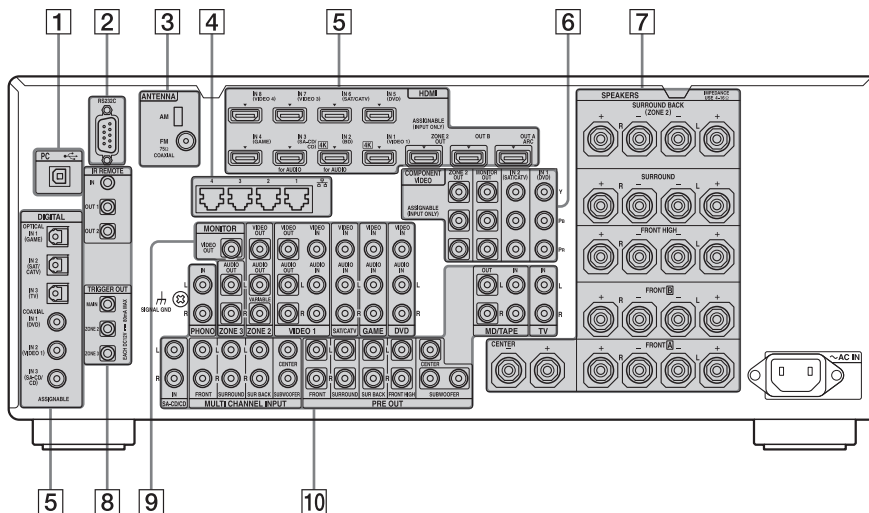 1 2 3 4 5 6 7
RS232C
PC
IR REMOTE
IN
OUT 1
OUT 2
DIGITAL
OPTICAL
IN 1
(GAME)
IN 2
(SAT/
CATV)
IN 3
(TV)
COAXIAL
IN 1
(DVD)
IN 2
(VIDEO 1)
IN 3
(SA-CD/
CD)
ASSIGNABLE
TRIGGER OUT
MAIN
ZONE 2
ZONE 3
ANTENNA
AM
FM
75Ω
COAXIAL
4 3 2 1
HDMI
IN 8
(VIDEO 4)
IN 7
(VIDEO 3)
IN 6
(SAT/CATV)
IN 5
(DVD)
ASSIGNABLE
(INPUT ONLY)
IN 4
(GAME)
IN 3
(SA-CD/
CD)
4K
IN 2
(BD)
4K
IN 1
(VIDEO 1)
ZONE 2
OUT
OUT B
OUT A
ARC
for AUDIO
for AUDIO
COMPONENT
VIDEO
ASSIGNABLE
(INPUT ONLY)
ZONE 2
OUT
MONITOR
OUT
IN 2
(SAT/CATV)
IN 1
(DVD)
Y
MONITOR
VIDEO
OUT
VIDEO
OUT
VIDEO
OUT
VIDEO
IN
VIDEO
IN
VIDEO
IN
VIDEO
IN
IN
AUDIO
OUT
AUDIO
OUT
AUDIO
OUT
AUDIO
IN
AUDIO
IN
AUDIO
IN
AUDIO
IN
VARIABLE
SIGNAL GND
L
R
PHONO ZONE 3 ZONE 2 VIDEO 1 SAT/CATV GAME DVD
OUT IN IN
L
R
MD/TAPE TV
L
R
IN FRONT SURROUND SUR BACK CENTER SUBWOOFER
SA-CD/CD MULTI CHANNEL INPUT
FRONT SURROUND SUR BACK FRONT HIGH CENTER SUBWOOFER
PRE OUT
SPEAKERS
IMPEDANCE
USE 4–16Ω
SURROUND BACK
(ZONE 2)
+ R – – L +
SURROUND
+ R – – L +
FRONT HIGH
+ R – – L +
FRONT B
+ R – – L +
CENTER
– +
FRONT A
+ R – – L +
~AC IN
5 8 9 10